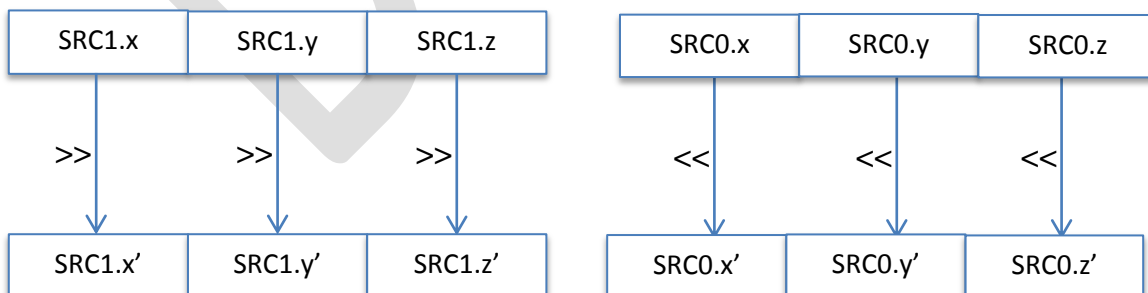 SRC1.x SRC1.y SRC1.z SRC0.x SRC0.y SRC0.z
>> >> >> << << <<
SRC1.x’ SRC1.y’ SRC1.z’ SRC0.x’ SRC0.y’ SRC0.z’